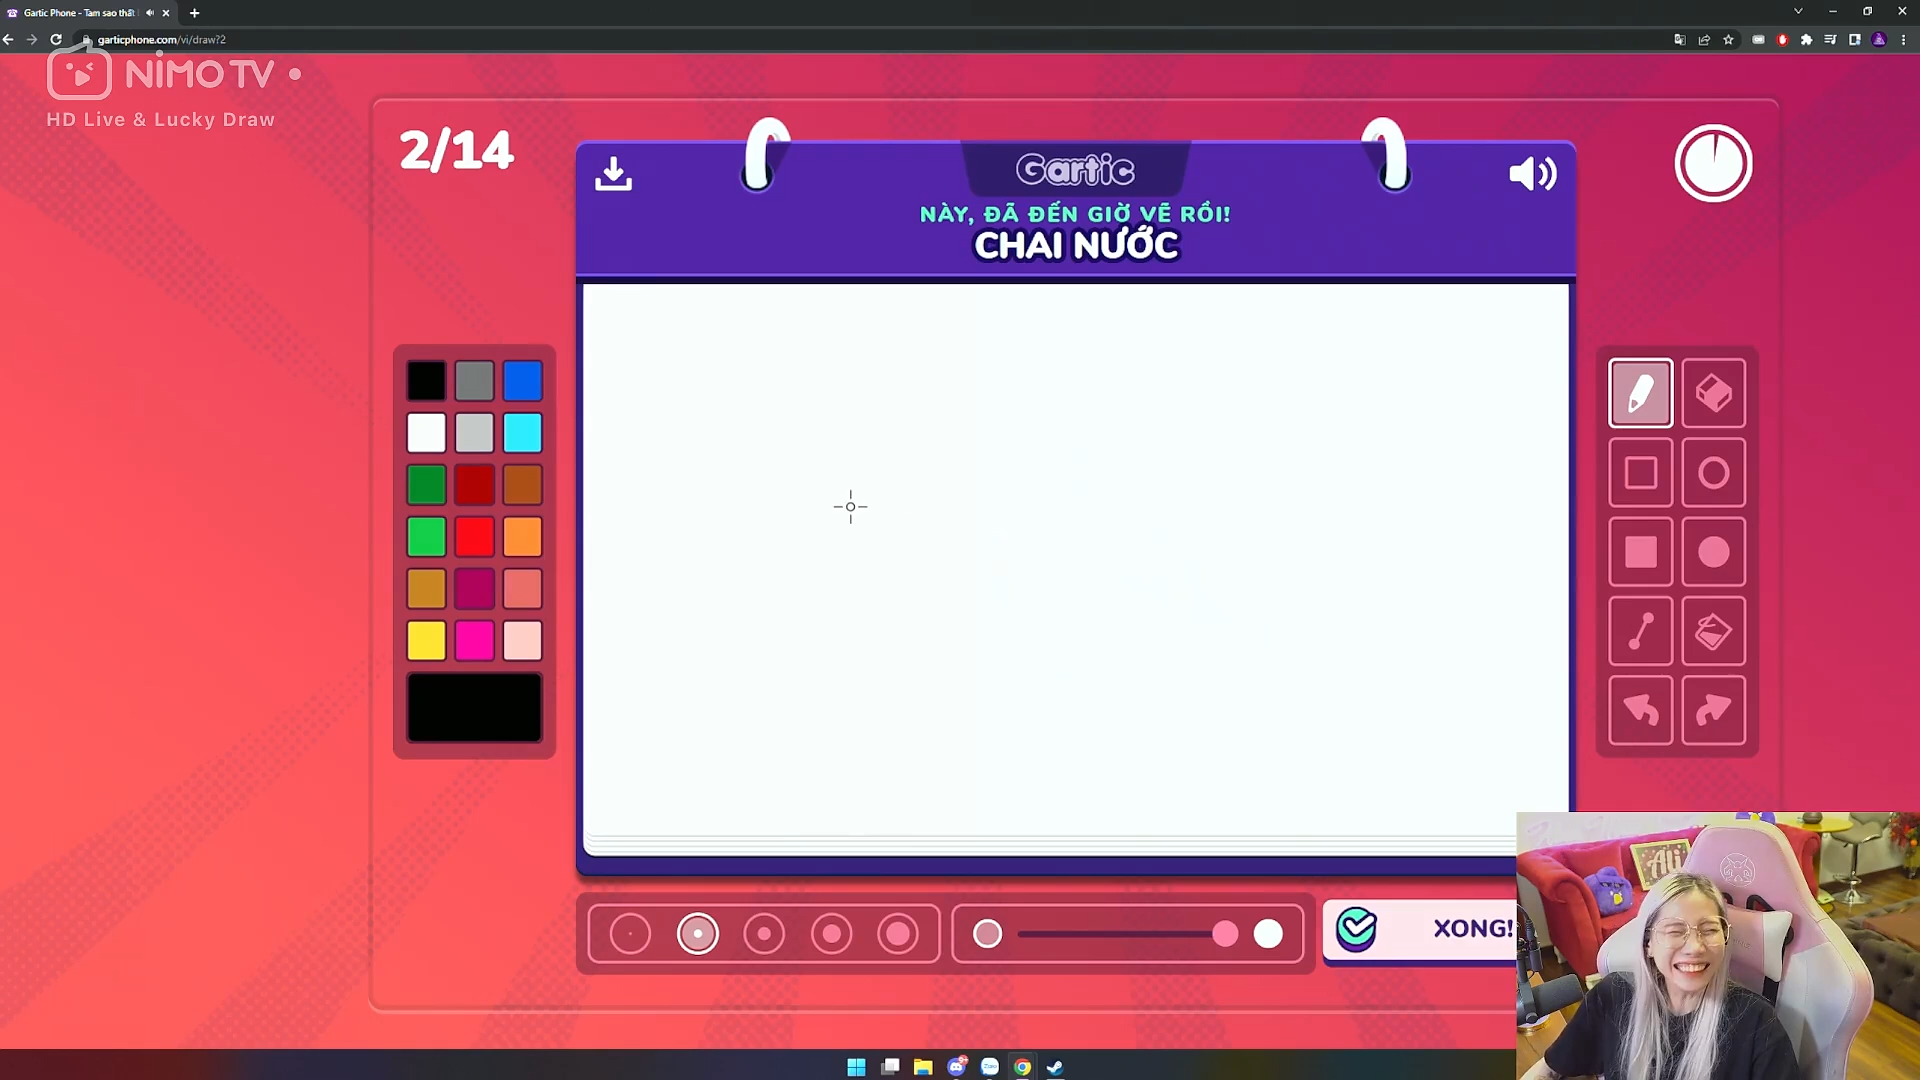 Gartic Phone - Tam sao thất
garticphone.com/vi/draw?2
NIMO TV
HD Live & Lucky Draw
2/14
Gartic
NÀY, ĐÃ ĐẾN GIỜ VẼ RỒI!
CHAI NƯỚC
XONG!
Ali